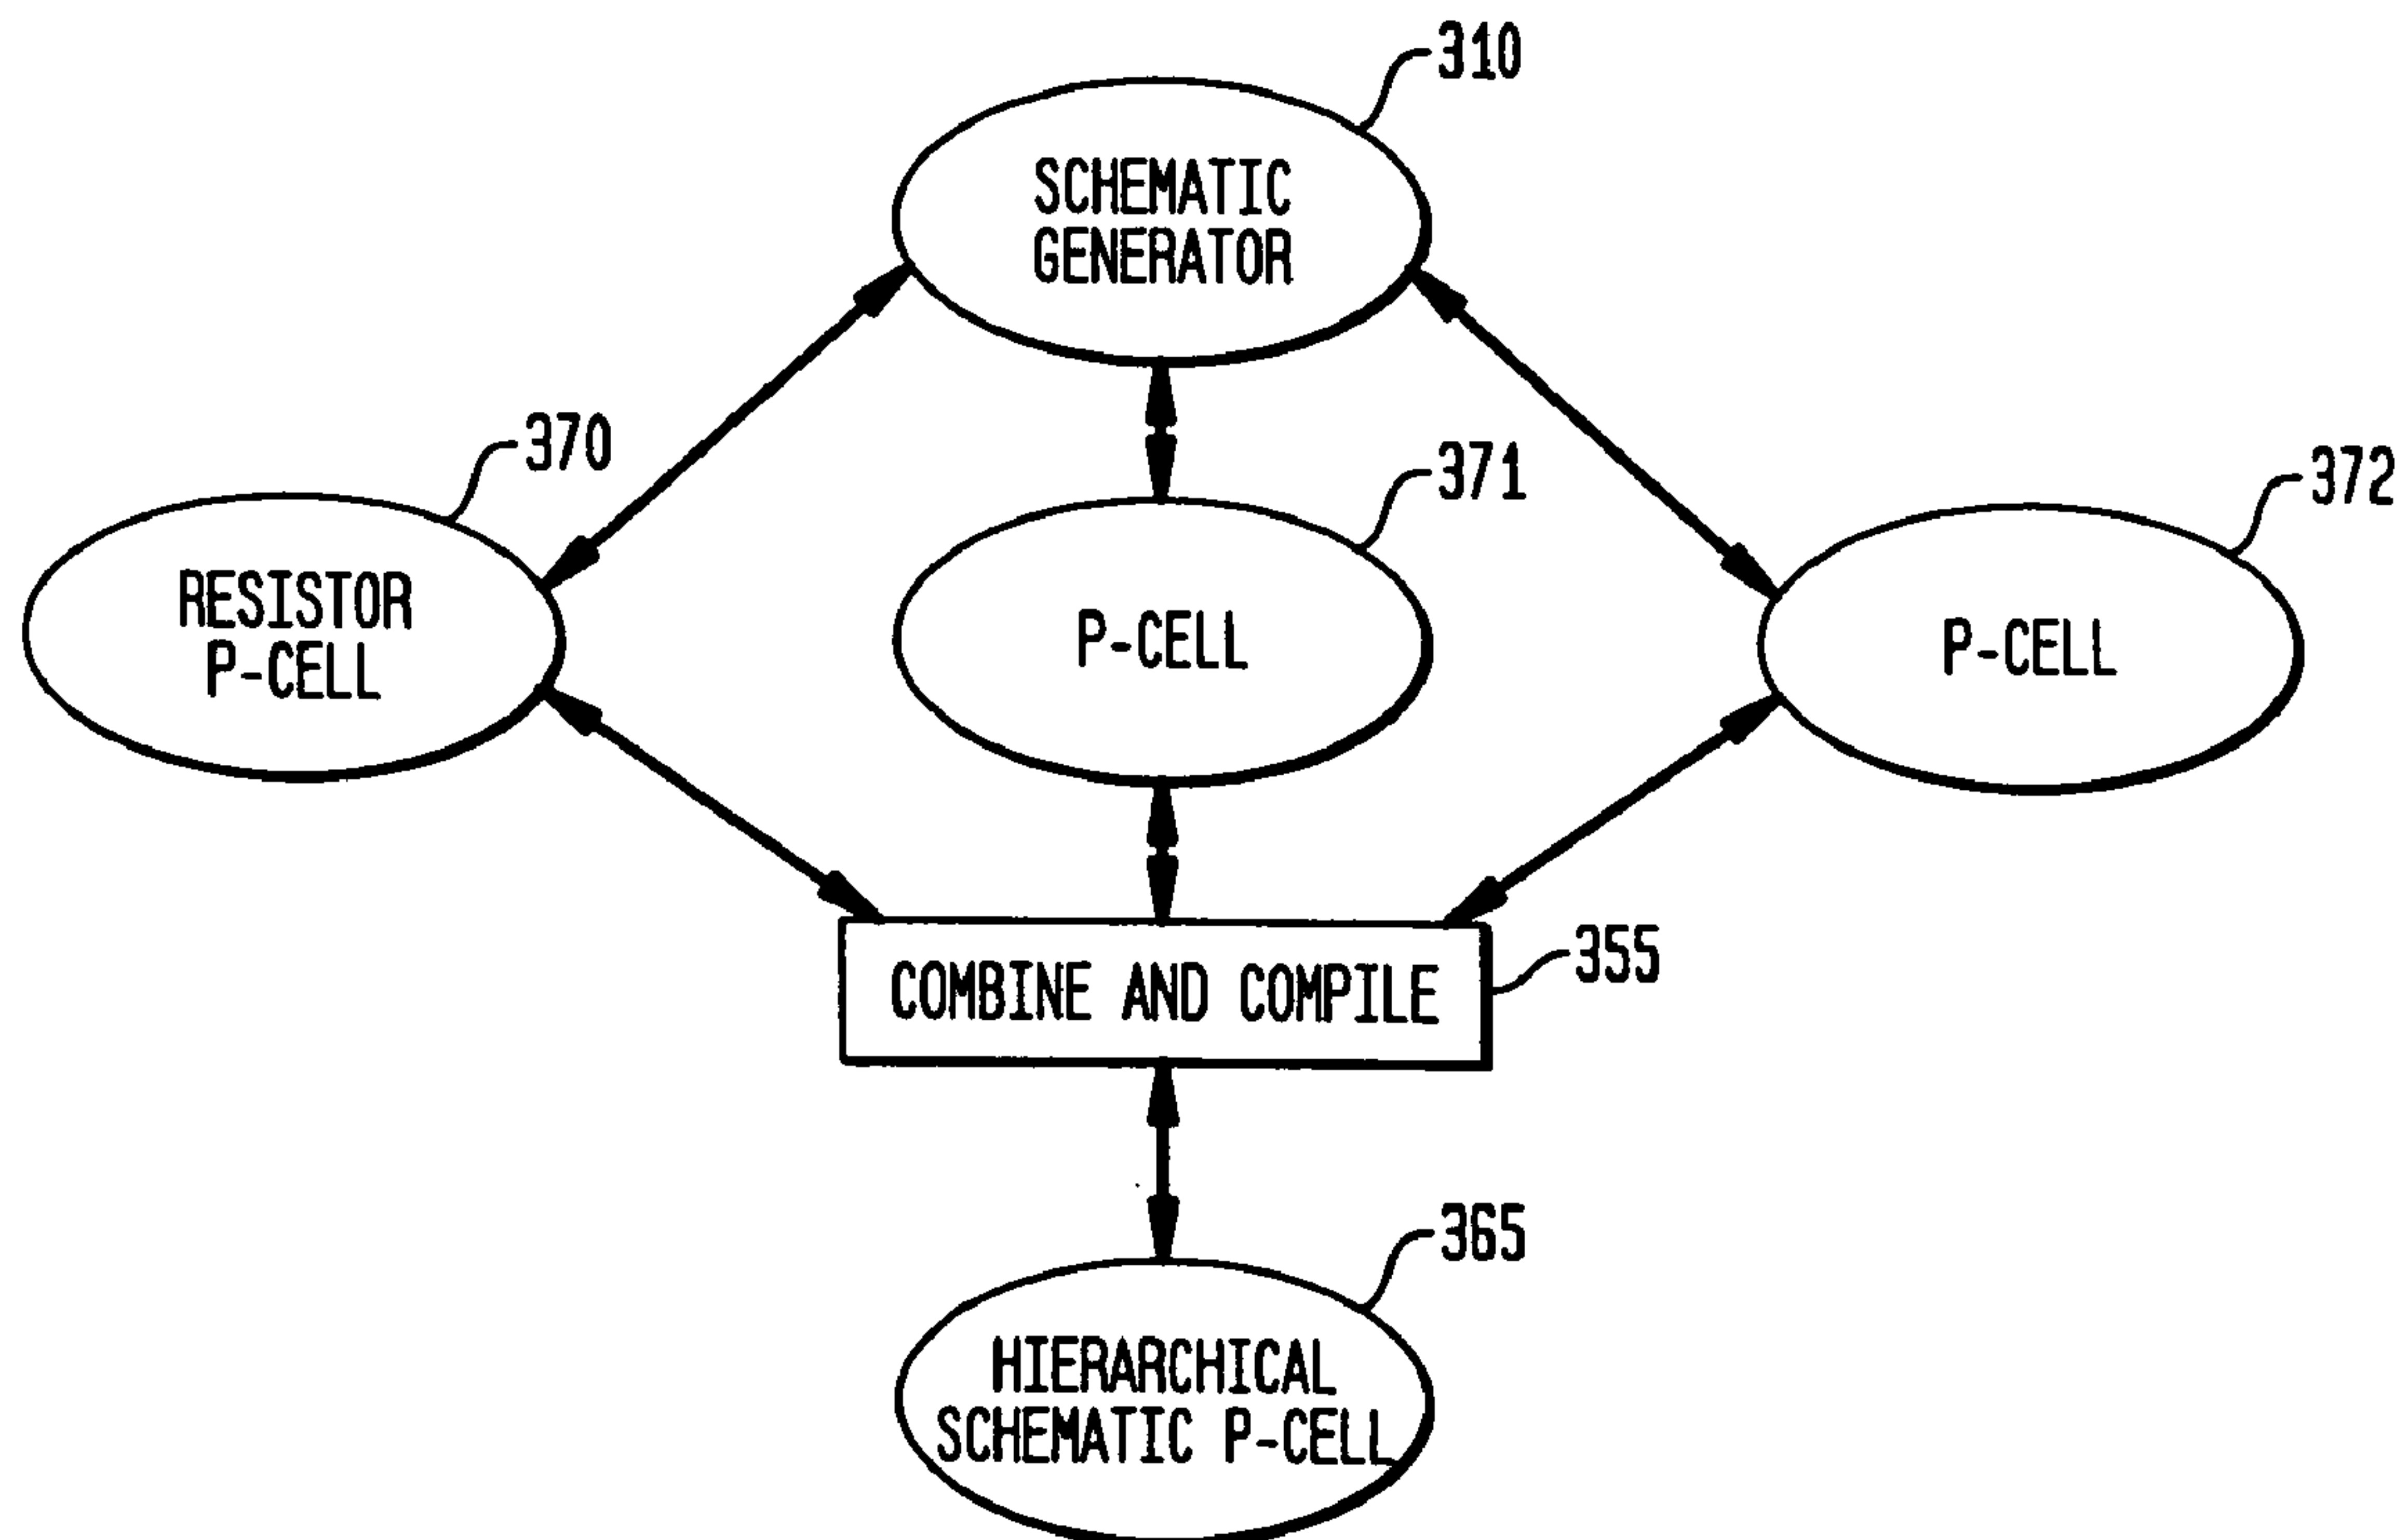 310
SCHEMATIC
GENERATOR
370
371
372
RESISTOR
P-CELL
P-CELL
P-CELL
355
COMBINE AND COMPILE
365
HIERARCHICAL
SCHEMATIC P-CELL